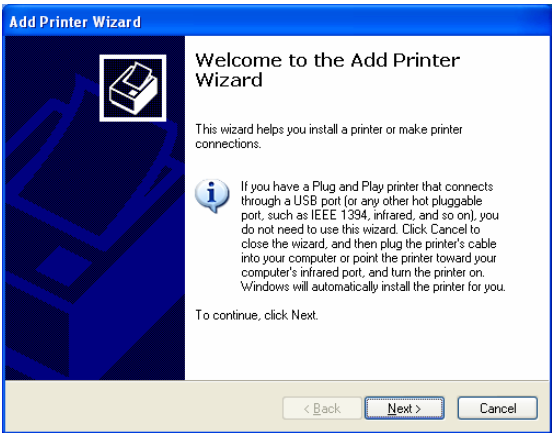 Add Printer Wizard
Welcome to the Add Printer
Wizard
This wizard helps you install a printer or make printer
connections.
If you have a Plug and Play printer that connects
through a USB port (or any other hot pluggable
port, such as IEEE 1394, infrared, and so on), you
do not need to use this wizard. Click Cancel to
close the wizard, and then plug the printer's cable
into your computer or point the printer toward your
computer's infrared port, and turn the printer on.
Windows will automatically install the printer for you.
To continue, click Next.
< Back Next > Cancel